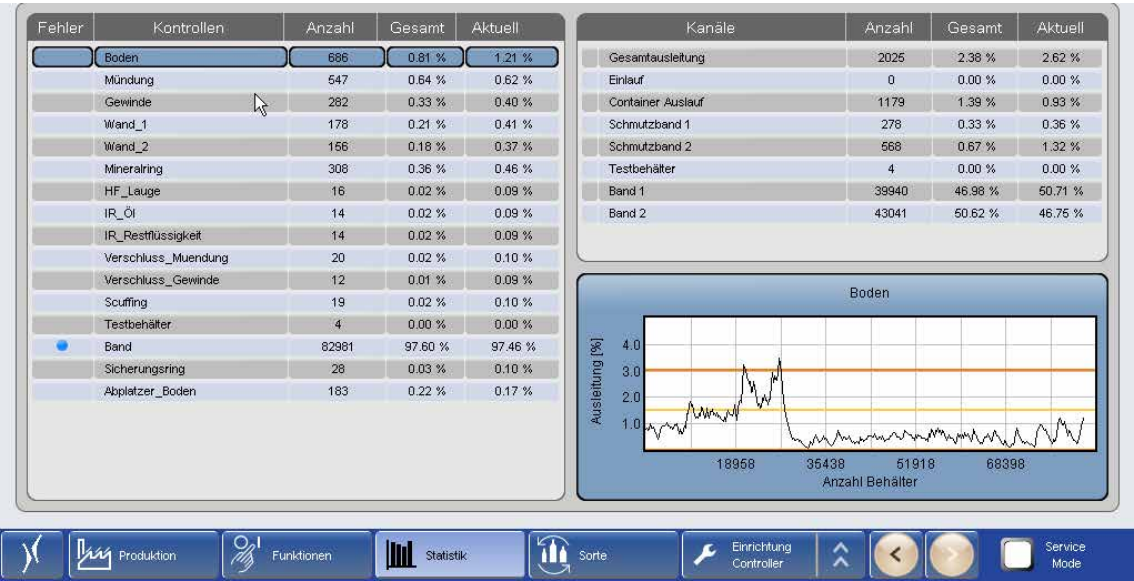 Fehler Kontrollen Anzahl Gesamt Aktuell
Boden 686 0.81 % 1.21 %
Mündung 547 0.64 % 0.62 %
Gewinde 282 0.33 % 0.40 %
Wand_1 178 0.21 % 0.41 %
Wand_2 156 0.18 % 0.37 %
Mineralring 308 0.36 % 0.46 %
HF_Lauge 16 0.02 % 0.09 %
IR_Öl 14 0.02 % 0.09 %
IR_Restflüssigkeit 14 0.02 % 0.09 %
Verschluss_Muendung 20 0.02 % 0.10 %
Verschluss_Gewinde 12 0.01 % 0.09 %
Scuffing 19 0.02 % 0.10 %
Testbehälter 4 0.00 % 0.00 %
Band 82981 97.60 % 97.46 %
Sicherungsring 28 0.03 % 0.10 %
Abplatzer_Boden 183 0.22 % 0.17 %
Kanäle Anzahl Gesamt Aktuell
Gesamtausleitung 2025 2.38 % 2.62 %
Einlauf 0 0.00 % 0.00 %
Container Auslauf 1179 1.39 % 0.93 %
Schmutzband 1 278 0.33 % 0.36 %
Schmutzband 2 568 0.67 % 1.32 %
Testbehälter 4 0.00 % 0.00 %
Band 1 39940 46.98 % 50.71 %
Band 2 43041 50.62 % 46.75 %
Boden
Ausleitung [%]
4.0
3.0
2.0
1.0
18958 35438 51918 68398
Anzahl Behälter
Produktion
Funktionen
Statistik
Sorte
Einrichtung
Controller
Service
Mode